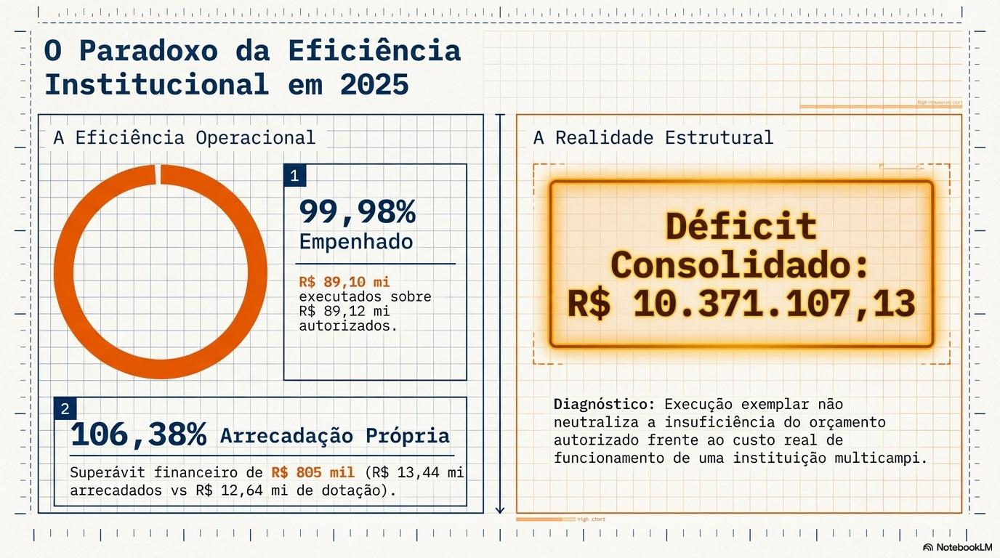 O Paradoxo da Eficiência
Institucional em 2025
A Eficiência Operacional
1
99,98%
Empenhado
R$ 89,10 mi
executados sobre
R$ 89,12 mi
autorizados.
2
106,38% Arrecadação Própria
Superávit financeiro de R$ 805 mil (R$ 13,44 mi
arrecadados vs R$ 12,64 mi de dotação).
A Realidade Estrutural
Déficit
Consolidado:
R$ 10.371.107,13
Diagnóstico: Execução exemplar não
neutraliza a insuficiência do orçamento
autorizado frente ao custo real de
funcionamento de uma instituição multicampi.
NotebookLM